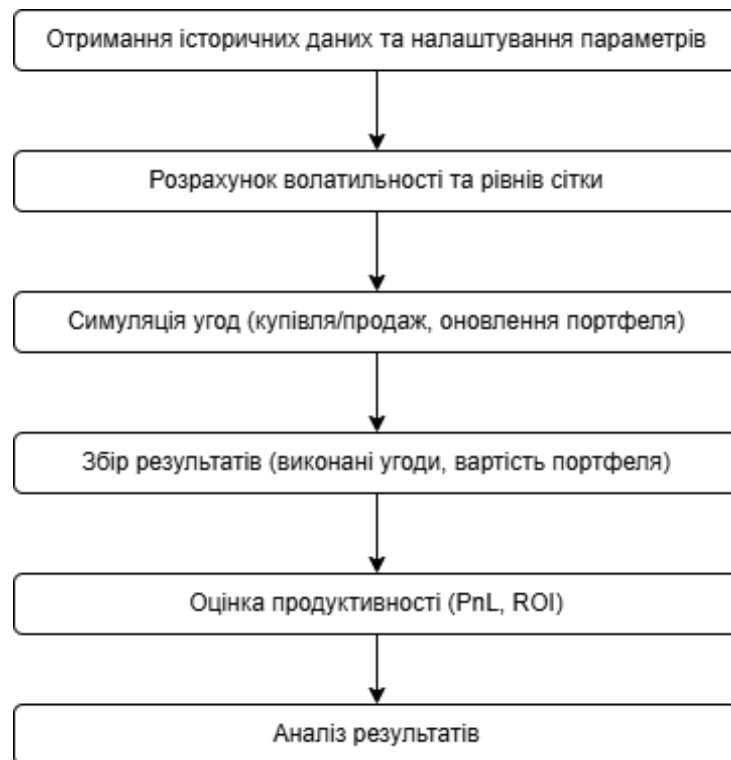 Отримання історичних даних та налаштування параметрів
Розрахунок волатильності та рівнів сітки
Симуляція угод (купівля/продаж, оновлення портфеля)
Збір результатів (виконані угоди, вартість портфеля)
Оцінка продуктивності (PnL, ROI)
Аналіз результатів